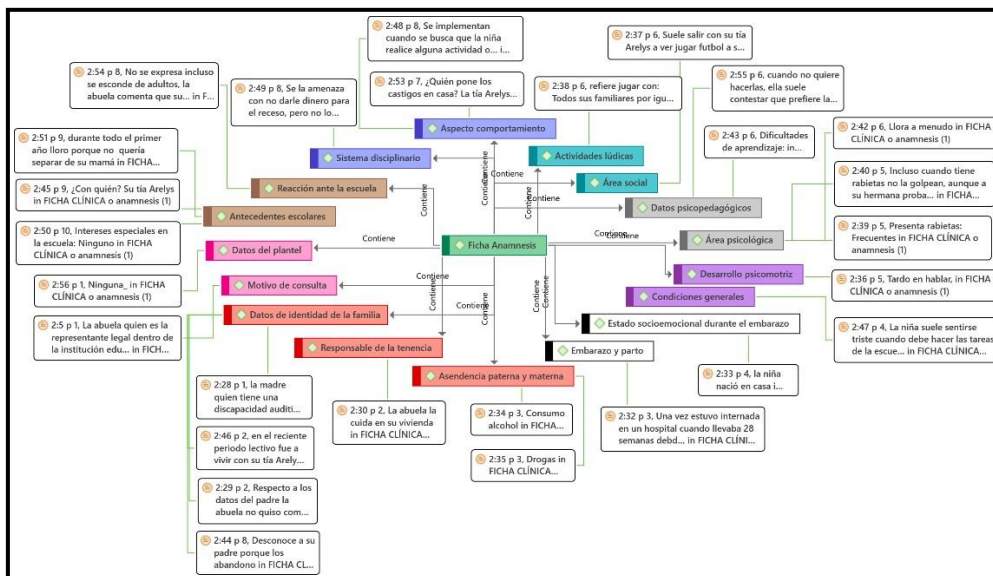 2:48 p 8, Se implementan
cuando se busca que la niña
realice alguna actividad o... i...
2:37 p 6, Suele salir con su tía
Arelys a ver jugar futbol a s...
2:54 p 8, No se expresa incluso
se esconde de adultos, la
abuela comenta que su... in F...
2:49 p 8, Se la amenaza
con no darle dinero para
el receso, pero no lo...
2:53 p 7, ¿Quién pone los
castigos en casa? La tía Arelys...
2:38 p 6, refiere jugar con:
Todos sus familiares por igu...
2:55 p 6, cuando no quiere
hacerlas, ella suele
contestar que prefiere la...
2:51 p 9, durante todo el primer
año lloro porque no quería
separar de su mamá in FICHA...
Aspecto comportamiento
2:43 p 6, Dificultades
de aprendizaje: in...
2:42 p 6, Llora a menudo in FICHA
CLÍNICA o anamnesis (1)
Sistema disciplinario
Actividades lúdicas
2:45 p 9, ¿Con quién? Su tía Arelys
in FICHA CLÍNICA o anamnesis (1)
Reacción ante la escuela
Área social
2:40 p 5, Incluso cuando tiene
rabietas no la golpean, aunque a
su hermana proba... in FICHA...
Antecedentes escolares
Datos psicopedagógicos
2:50 p 10, Intereses especiales en
la escuela: Ninguno in FICHA
CLÍNICA o anamnesis (1)
Datos del plantel
Ficha Anamnesis
Área psicológica
2:39 p 5, Presenta rabietas:
Frecuentes in FICHA CLÍNICA o
anamnesis (1)
Contiene
Contiene
Contiene
Contiene
Contiene
Contiene
Contiene
Contiene
Contiene
Contiene
Contiene
Contiene
Contiene
Contiene
2:56 p 1, Ninguna_ in FICHA
CLÍNICA o anamnesis (1)
Motivo de consulta
Desarrollo psicomotriz
2:36 p 5, Tardo en hablar, in FICHA
CLÍNICA o anamnesis (1)
Condiciones generales
2:5 p 1, La abuela quien es la
representante legal dentro de
la institución edu... in FICH...
Datos de identidad de la familia
Estado socioemocional durante el embarazo
2:47 p 4, La niña suele sentirse
triste cuando debe hacer las tareas
de la escue... in FICHA CLÍNICA...
Responsable de la tenencia
Embarazo y parto
Asendencia paterna y materna
2:33 p 4, la niña
nació en casa i...
2:28 p 1, la madre
quien tiene una
discapacidad auditi...
2:30 p 2, La abuela la
cuida en su vivienda
in FICHA CLÍNICA...
2:34 p 3, Consumo
alcohol in FICHA...
2:32 p 3, Una vez estuvo internada
en un hospital cuando llevaba 28
semanas debd... in FICHA CLÍNI...
2:46 p 2, en el reciente
periodo lectivo fue a
vivir con su tía Arely...
2:35 p 3, Drogas in
FICHA CLÍNICA...
2:29 p 2, Respecto a los
datos del padre la
abuela no quiso com...
2:44 p 8, Desconoce a su
padre porque los
abandono in FICHA CL...